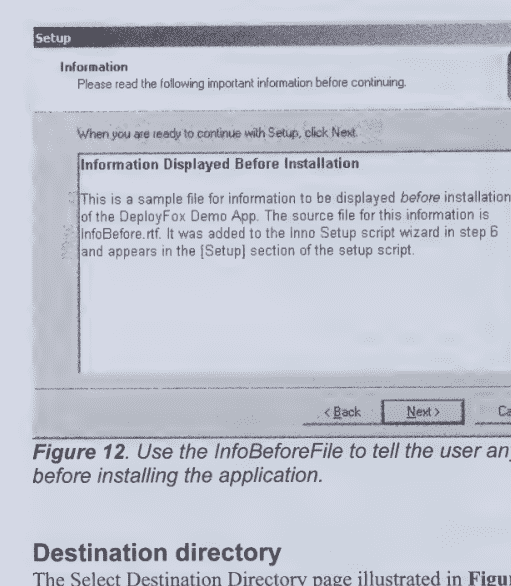 Setup
Information
Please read the following important information before continuing.
When you are ready to continue with Setup, click Next.
Information Displayed Before Installation
This is a sample file for information to be displayed before installation
of the DeployFox Demo App. The source file for this information is
InfoBefore.rtf. It was added to the Inno Setup script wizard in step 6
and appears in the [Setup] section of the setup script.
< Back Next >
Figure 12. Use the InfoBeforeFile to tell the user
before installing the application.
Destination directory
The Select Destination Directory page illustrated in